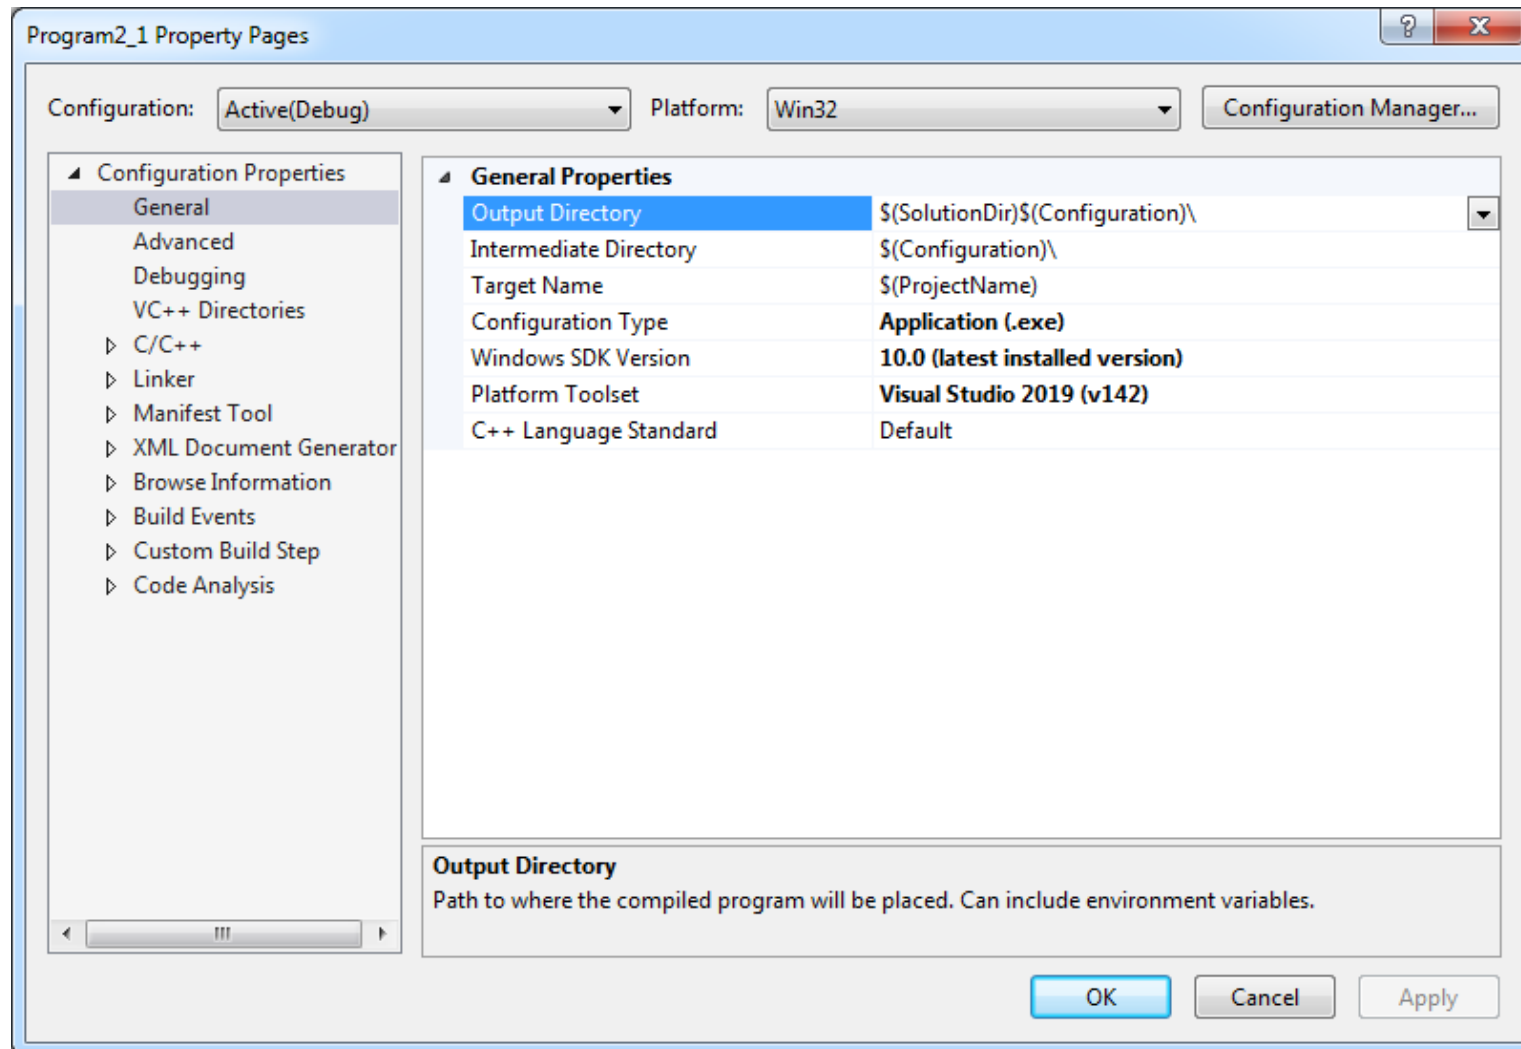 Program2_1 Property Pages
?
X
Configuration: Active(Debug) Platform: Win32 Configuration Manager...
Configuration Properties
General
Advanced
Debugging
VC++ Directories
C/C++
Linker
Manifest Tool
XML Document Generator
Browse Information
Build Events
Custom Build Step
Code Analysis
General Properties
Output Directory $(SolutionDir)$(Configuration)\
Intermediate Directory $(Configuration)\
Target Name $(ProjectName)
Configuration Type Application (.exe)
Windows SDK Version 10.0 (latest installed version)
Platform Toolset Visual Studio 2019 (v142)
C++ Language Standard Default
Output Directory
Path to where the compiled program will be placed. Can include environment variables.
OK Cancel Apply